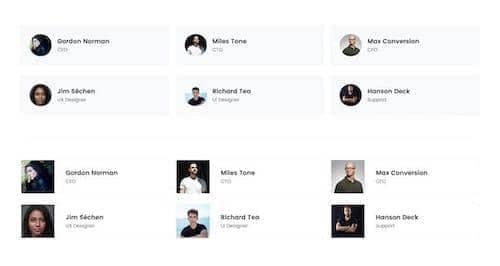 Gordon Norman
CEO
Miles Tone
CTO
Max Conversion
CFO
Jim Séchen
UX Designer
Richard Tea
UI Designer
Hanson Deck
Support
Gordon Norman
CEO
Miles Tone
CTO
Max Conversion
CFO
Jim Séchen
UX Designer
Richard Tea
UI Designer
Hanson Deck
Support